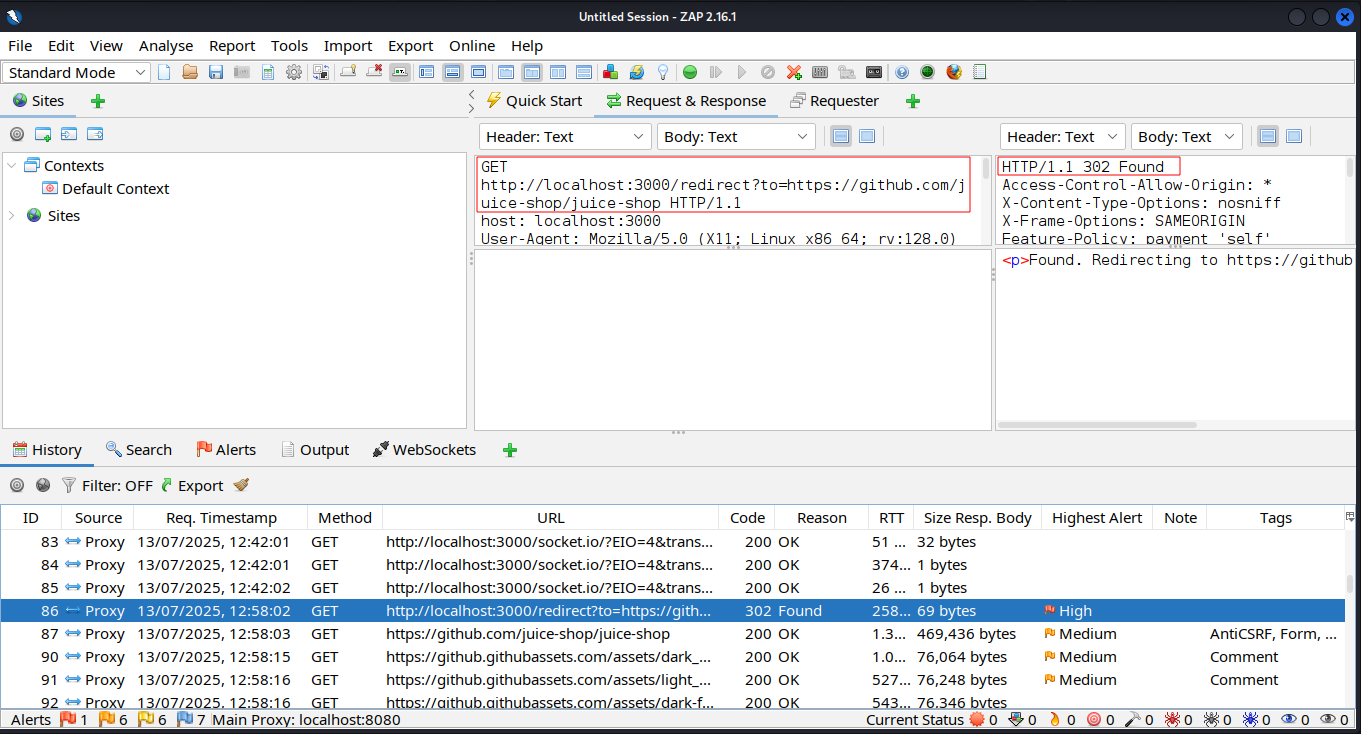 Untitled Session - ZAP 2.16.1
File Edit View Analyse Report Tools Import Export Online Help
Standard Mode
Sites
Quick Start Request & Response Requester
Header: Text Body: Text Header: Text Body: Text
Contexts
Default Context
Sites
GET
http://localhost:3000/redirect?to=https://github.com/j
uice-shop/juice-shop HTTP/1.1
host: localhost:3000
User-Agent: Mozilla/5.0 (X11; Linux x86_64; rv:128.0)
HTTP/1.1 302 Found
Access-Control-Allow-Origin: *
X-Content-Type-Options: nosniff
X-Frame-Options: SAMEORIGIN
Feature-Policy: payment 'self'
<p>Found. Redirecting to https://github
History Search Alerts Output WebSockets
Filter: OFF Export
ID Source Req. Timestamp Method URL Code Reason RTT Size Resp. Body Highest Alert Note Tags
83 Proxy 13/07/2025, 12:42:01 GET http://localhost:3000/socket.io/?EIO=4&trans... 200 OK 51 ... 32 bytes
84 Proxy 13/07/2025, 12:42:01 GET http://localhost:3000/socket.io/?EIO=4&trans... 200 OK 374... 1 bytes
85 Proxy 13/07/2025, 12:42:02 GET http://localhost:3000/socket.io/?EIO=4&trans... 200 OK 26 ... 1 bytes
86 Proxy 13/07/2025, 12:58:02 GET http://localhost:3000/redirect?to=https://gith... 302 Found 258... 69 bytes High
87 Proxy 13/07/2025, 12:58:03 GET https://github.com/juice-shop/juice-shop 200 OK 1.3... 469,436 bytes Medium AntiCSRF, Form, ...
90 Proxy 13/07/2025, 12:58:15 GET https://github.githubassets.com/assets/dark_... 200 OK 1.0... 76,064 bytes Medium Comment
91 Proxy 13/07/2025, 12:58:16 GET https://github.githubassets.com/assets/light_... 200 OK 527... 76,248 bytes Medium Comment
92 Proxy 13/07/2025, 12:58:16 GET https://github.githubassets.com/assets/dark-f... 200 OK 543... 76,346 bytes
Alerts 1 6 6 7 Main Proxy: localhost:8080 Current Status 0 0 0 0 0 0 0 0 0 0